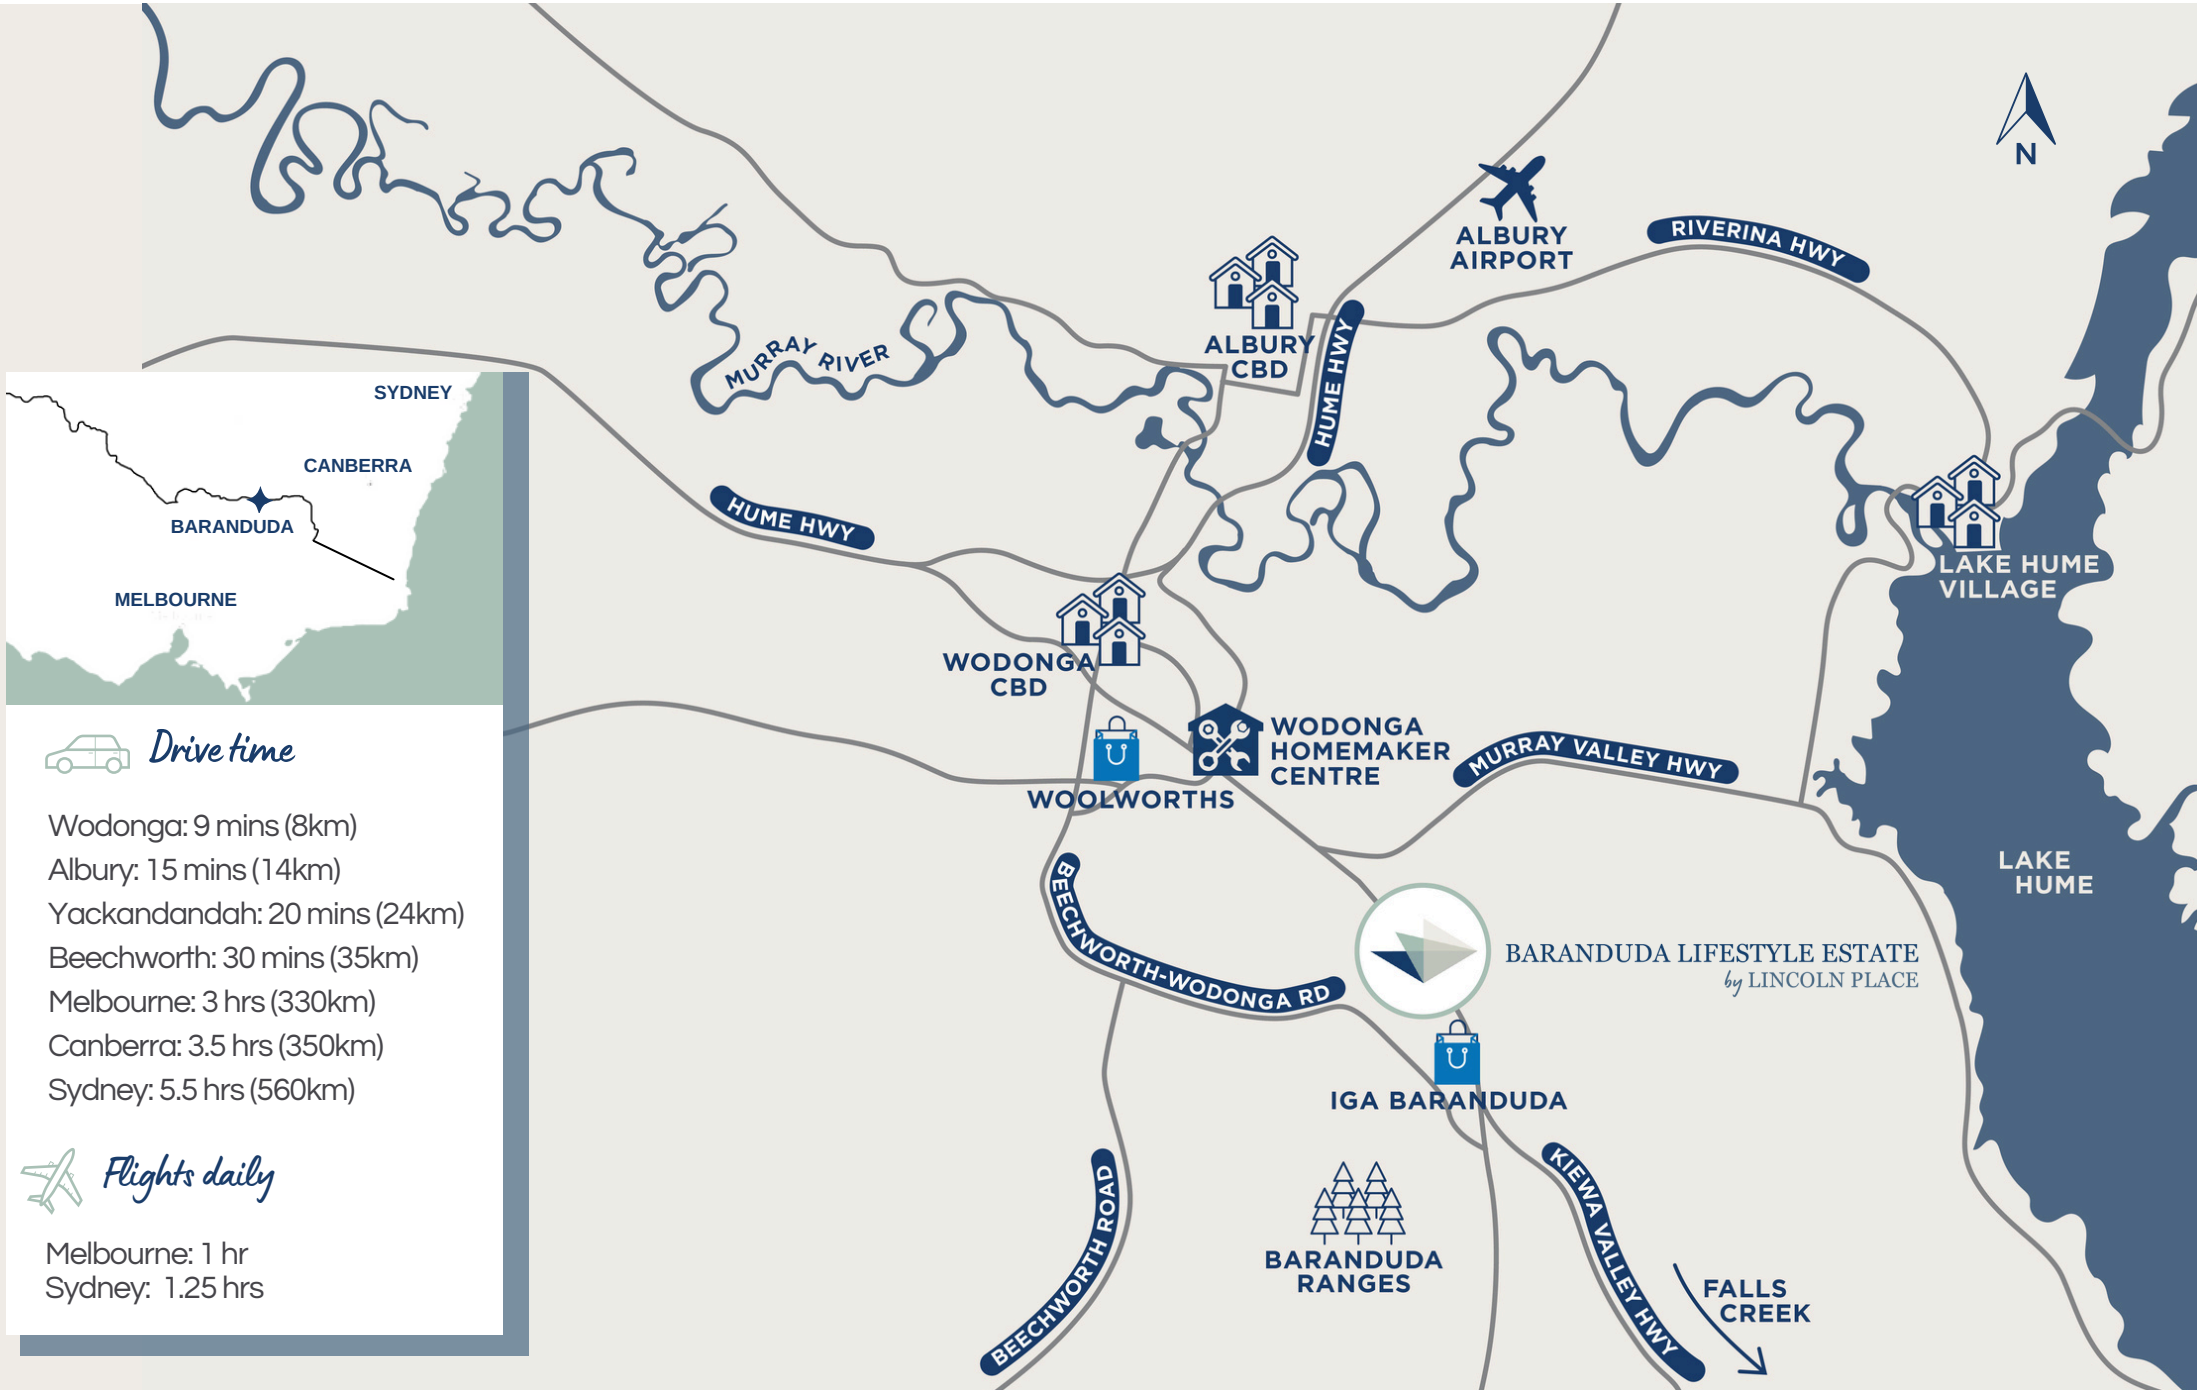 N
ALBURY
AIRPORT
RIVERINA HWY
ALBURY
CBD
HUME HWY
MURRAY RIVER
HUME HWY
LAKE HUME
VILLAGE
WODONGA
CBD
WODONGA
HOMEMAKER
CENTRE
MURRAY VALLEY HWY
WOOLWORTHS
LAKE
HUME
BEECHWORTH-WODONGA RD
BARANDUDA LIFESTYLE ESTATE
by LINCOLN PLACE
IGA BARANDUDA
KIEWA VALLEY HWY
BEECHWORTH ROAD
BARANDUDA
RANGES
FALLS
CREEK
SYDNEY
CANBERRA
BARANDUDA
MELBOURNE
Drive time
Wodonga: 9 mins (8km)
Albury: 15 mins (14km)
Yackandandah: 20 mins (24km)
Beechworth: 30 mins (35km)
Melbourne: 3 hrs (330km)
Canberra: 3.5 hrs (350km)
Sydney: 5.5 hrs (560km)
Flights daily
Melbourne: 1 hr
Sydney: 1.25 hrs